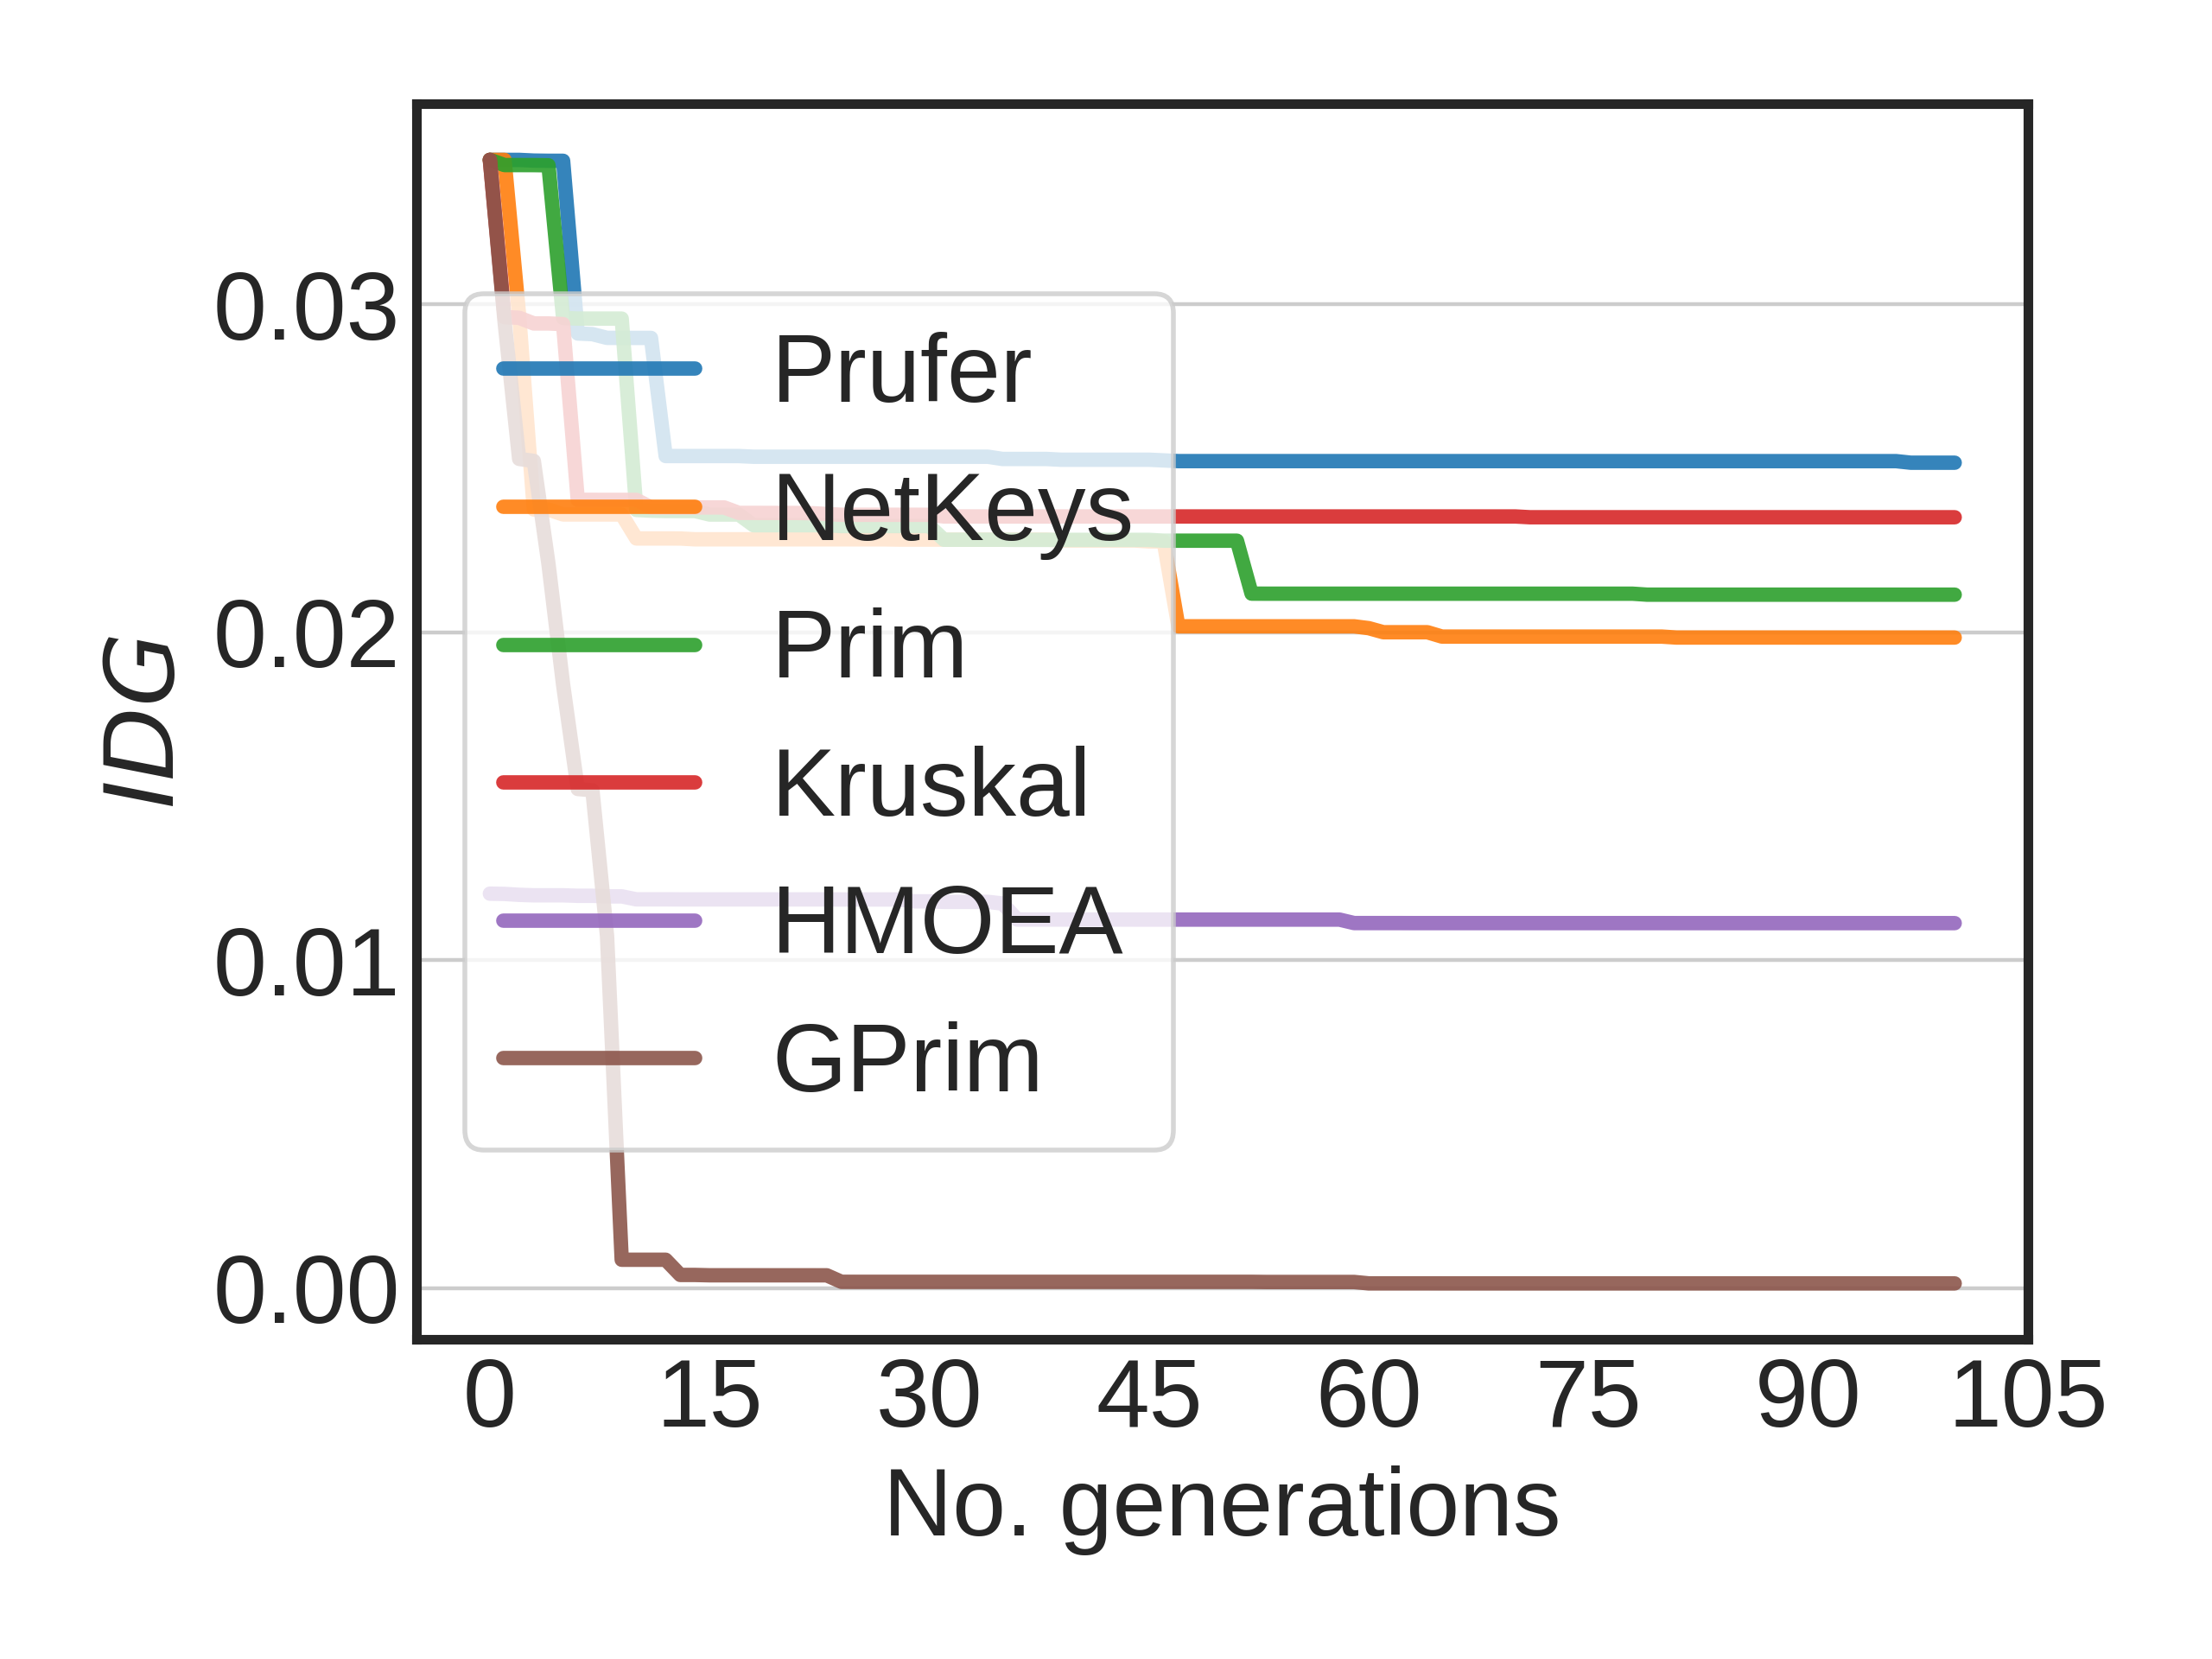 0.03
0.02
0.01
0.00
IDG
Prufer
NetKeys
Prim
Kruskal
HMOEA
GPrim
0 15 30 45 60 75 90 105
No. generations